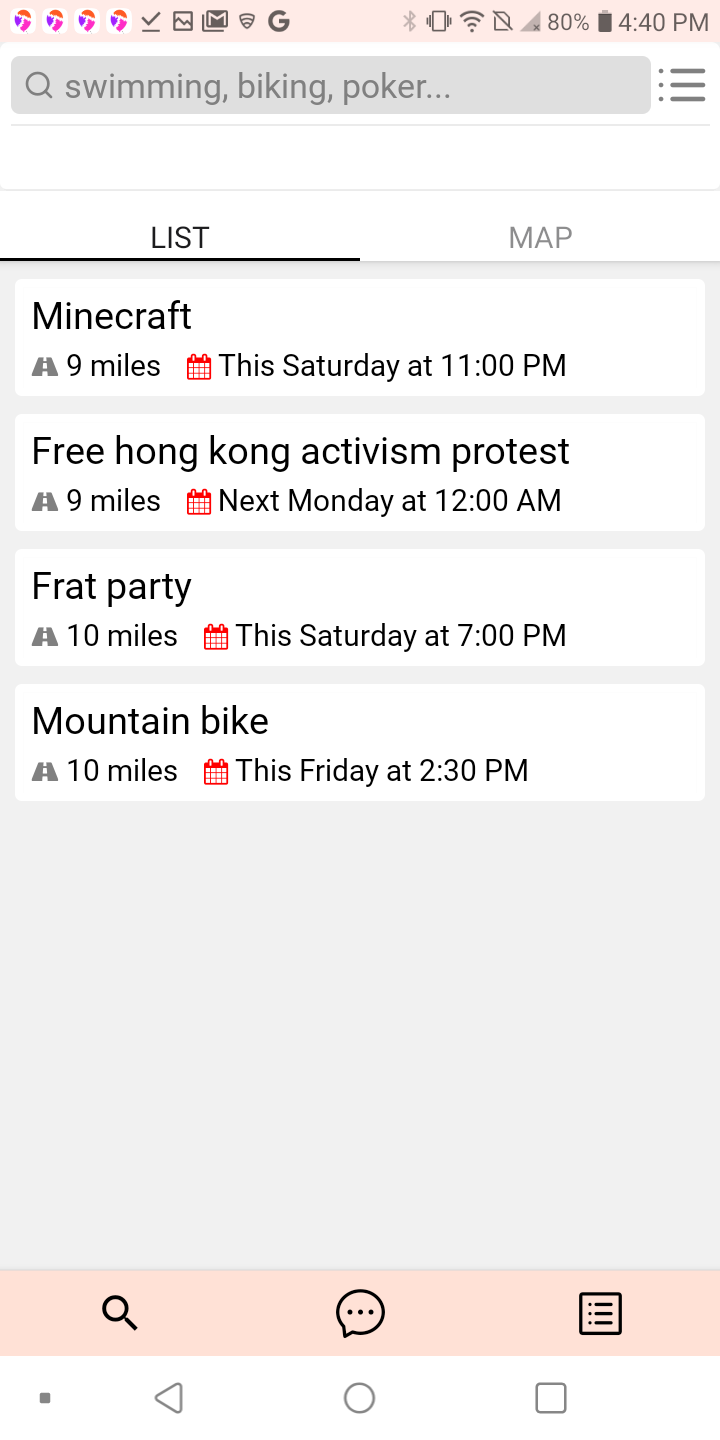 80% 4:40 PM
swimming, biking, poker...
LIST MAP
Minecraft
9 miles This Saturday at 11:00 PM
Free hong kong activism protest
9 miles Next Monday at 12:00 AM
Frat party
10 miles This Saturday at 7:00 PM
Mountain bike
10 miles This Friday at 2:30 PM